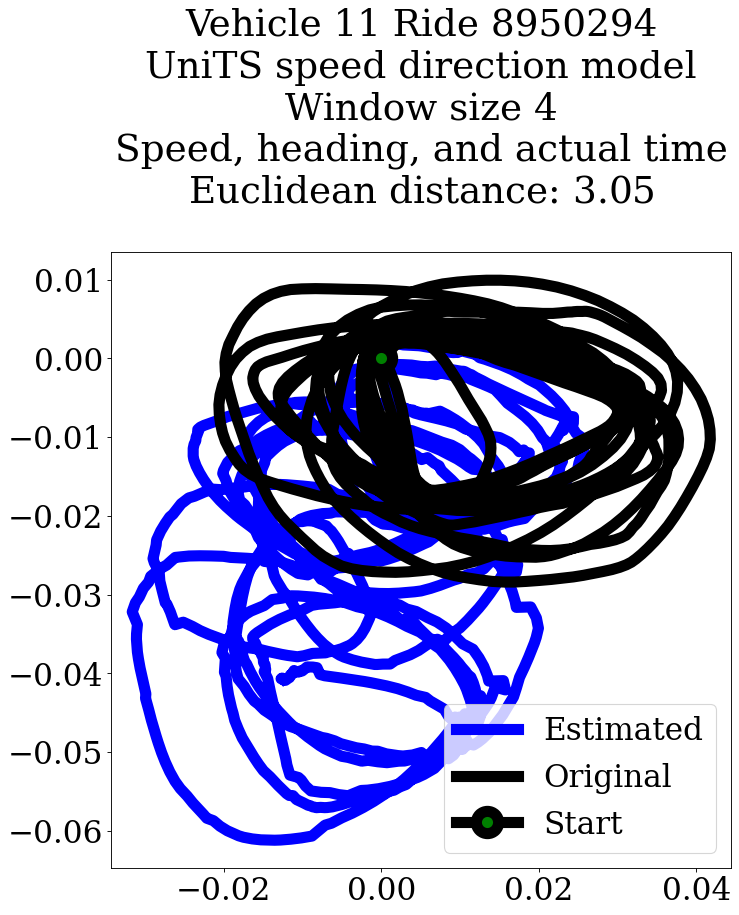 Vehicle 11 Ride 8950294
UniTS speed direction model
Window size 4
Speed, heading, and actual time
Euclidean distance: 3.05
0.01
0.00
−0.01
−0.02
−0.03
−0.04
−0.05
−0.06
Estimated
Original
Start
−0.02
0.00
0.02
0.04